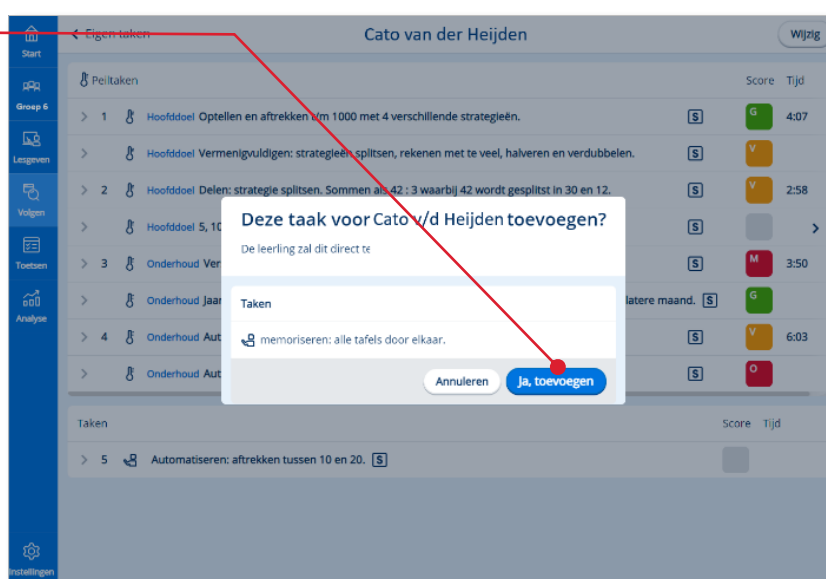 Start
Groep 6
Lesgeven
Volgen
Toetsen
Analyse
Instellingen
Eigen taken
Cato van der Heijden
Wijzig
Peiltaken Score Tijd
1 Hoofddoel Optellen en aftrekken t/m 1000 met 4 verschillende strategieën. S G 4:07
Hoofddoel Vermenigvuldigen: strategieën splitsen, rekenen met te veel, halveren en verdubbelen. S V
2 Hoofddoel Delen: strategie splitsen. Sommen als 42 : 3 waarbij 42 wordt gesplitst in 30 en 12. S V 2:58
Hoofddoel 5, 10 S
3 Onderhoud Ver S M 3:50
Onderhoud Jaar latere maand. S G
4 Onderhoud Aut S V 6:03
Onderhoud Aut S O
Deze taak voor Cato v/d Heijden toevoegen?
De leerling zal dit direct te
Taken
memoriseren: alle tafels door elkaar.
Annuleren Ja, toevoegen
Taken Score Tijd
5 Automatiseren: aftrekken tussen 10 en 20. S